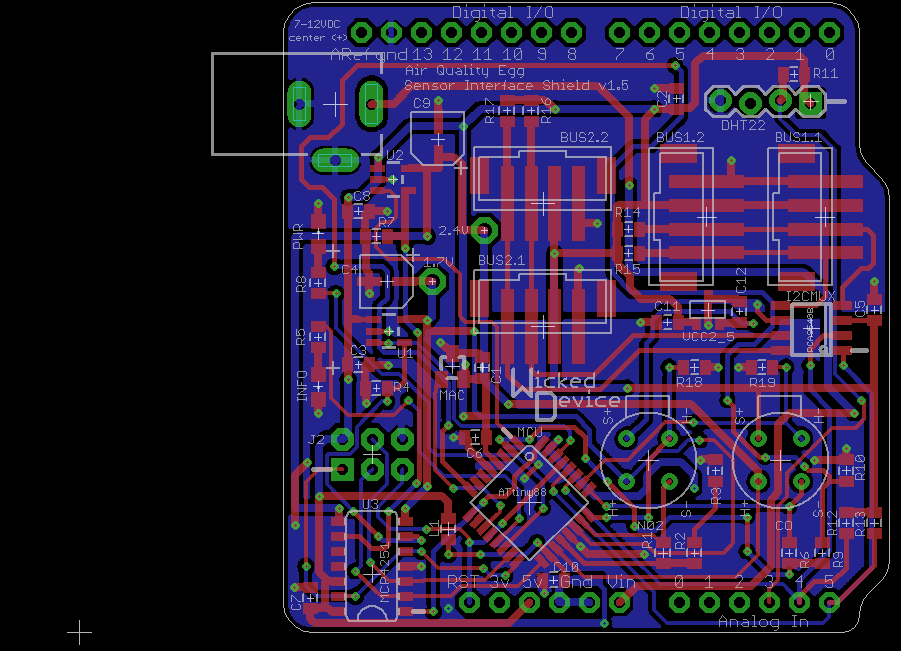 Digital I/O Digital I/O
7-12VDC
center (+)
ARef gnd 13 12 11 10 9 8 7 6 5 4 3 2 1 0
Air Quality Egg
Sensor Interface Shield v1.5
R11
C9 R17 R16 C2
DHT22
BUS2.2 BUS1.2 BUS1.1
U2
C8
R7 R14
PWR 2.4V
R15
C4 1.7V BUS2.1
R8 C12
I2CMUX
C11 C5
VCC2_5
R5 U1
C3 C1
R4 MAC R18 R19
INFO
Wicked
Device
S+ H- S+ H-
J2 MCU
C6
R10
ATtiny88 R3
U3 H+ S- H+ S-
L1 NO2 CO R12 R13
MCP4251 R1 R2 R6 R9
C10
C7 RST 3v 5v Gnd Vin 0 1 2 3 4 5
Analog In